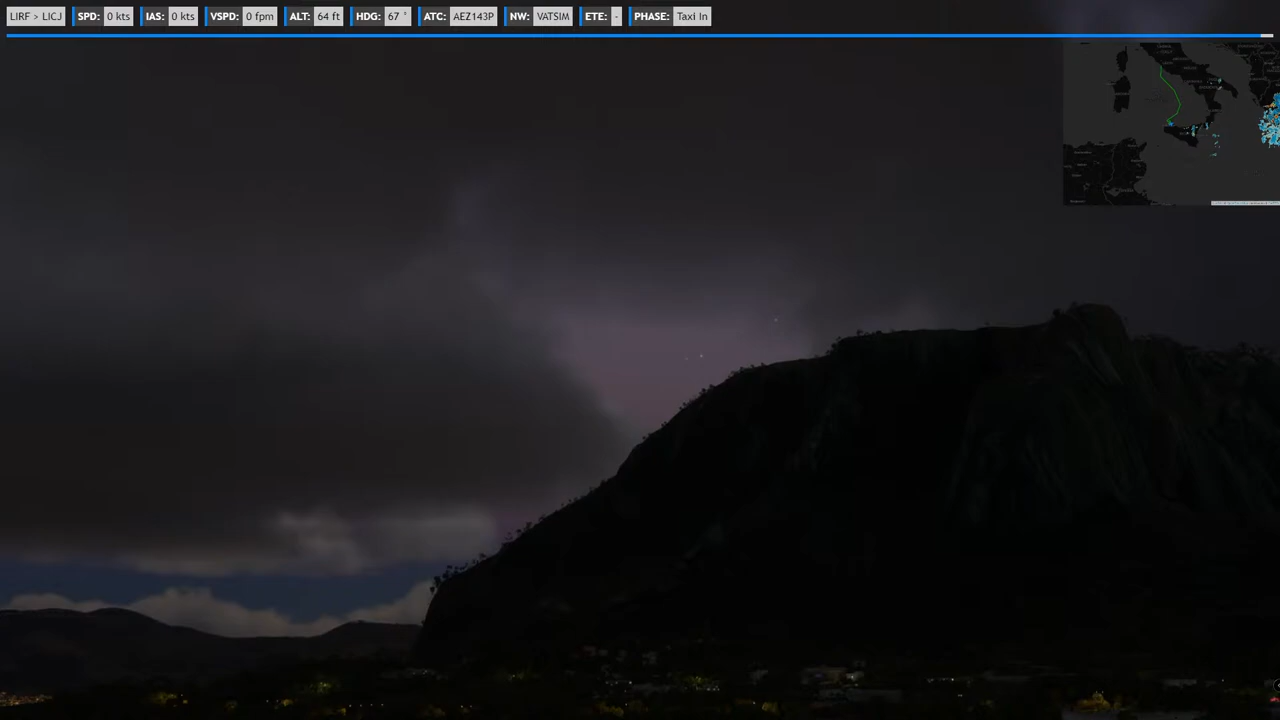 LIRF > LICJ SPD: 0 kts IAS: 0 kts VSPD: 0 fpm ALT: 64 ft HDG: 67 ° ATC: AEZ143P NW: VATSIM ETE: - PHASE: Taxi In